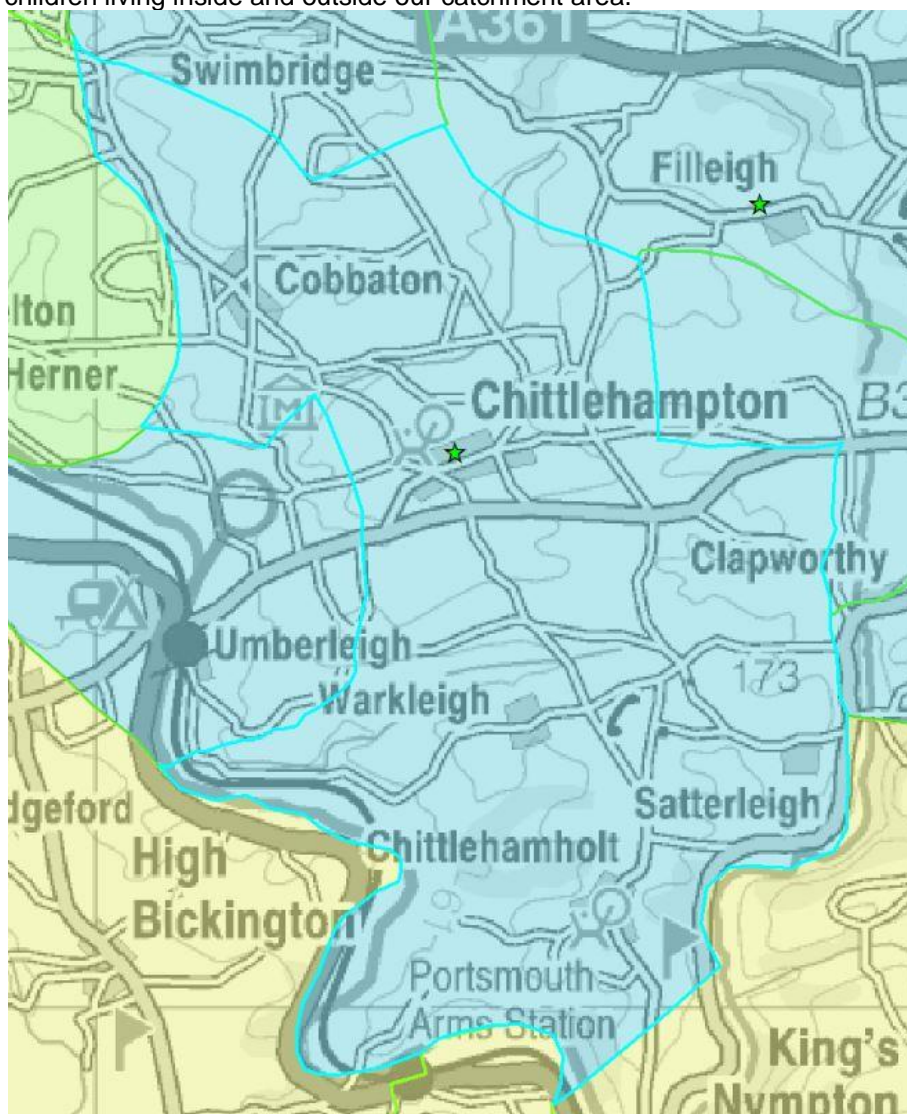 children living inside and outside our catchment area.
A361
Swimbridge
Filleigh
Cobbaton
lton
Herner
Chittlehampton
B3
M
Clapworthy
Umberleigh
173
Warkleigh
dgeford
Satterleigh
Chittlehamholt
High
Bickington
Portsmouth
Arms Station
King's
Nympton